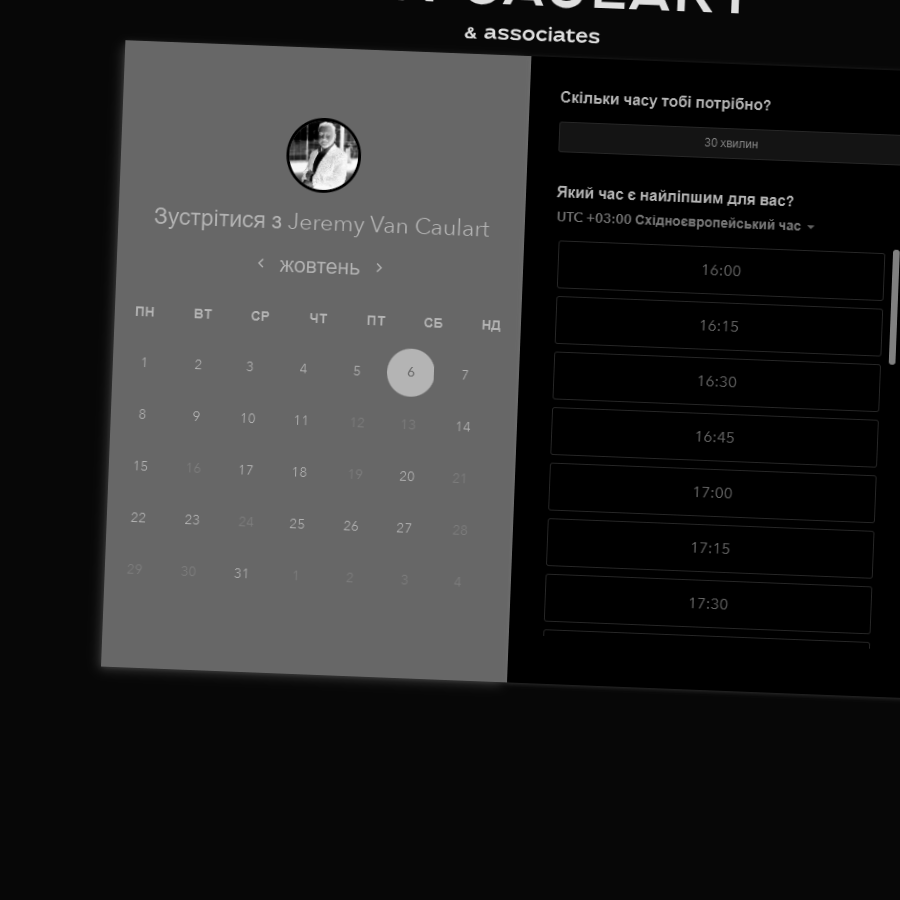 CAULART
& associates
Зустрітися з Jeremy Van Caulart
жовтень
ПН ВТ СР ЧТ ПТ СБ НД
1 2 3 4 5 6 7
8 9 10 11 12 13 14
15 16 17 18 19 20 21
22 23 24 25 26 27 28
29 30 31 1 2 3 4
Скільки часу тобі потрібно?
30 хвилин
Який час є найліпшим для вас?
UTC +03:00 Східноєвропейський час
16:00
16:15
16:30
16:45
17:00
17:15
17:30